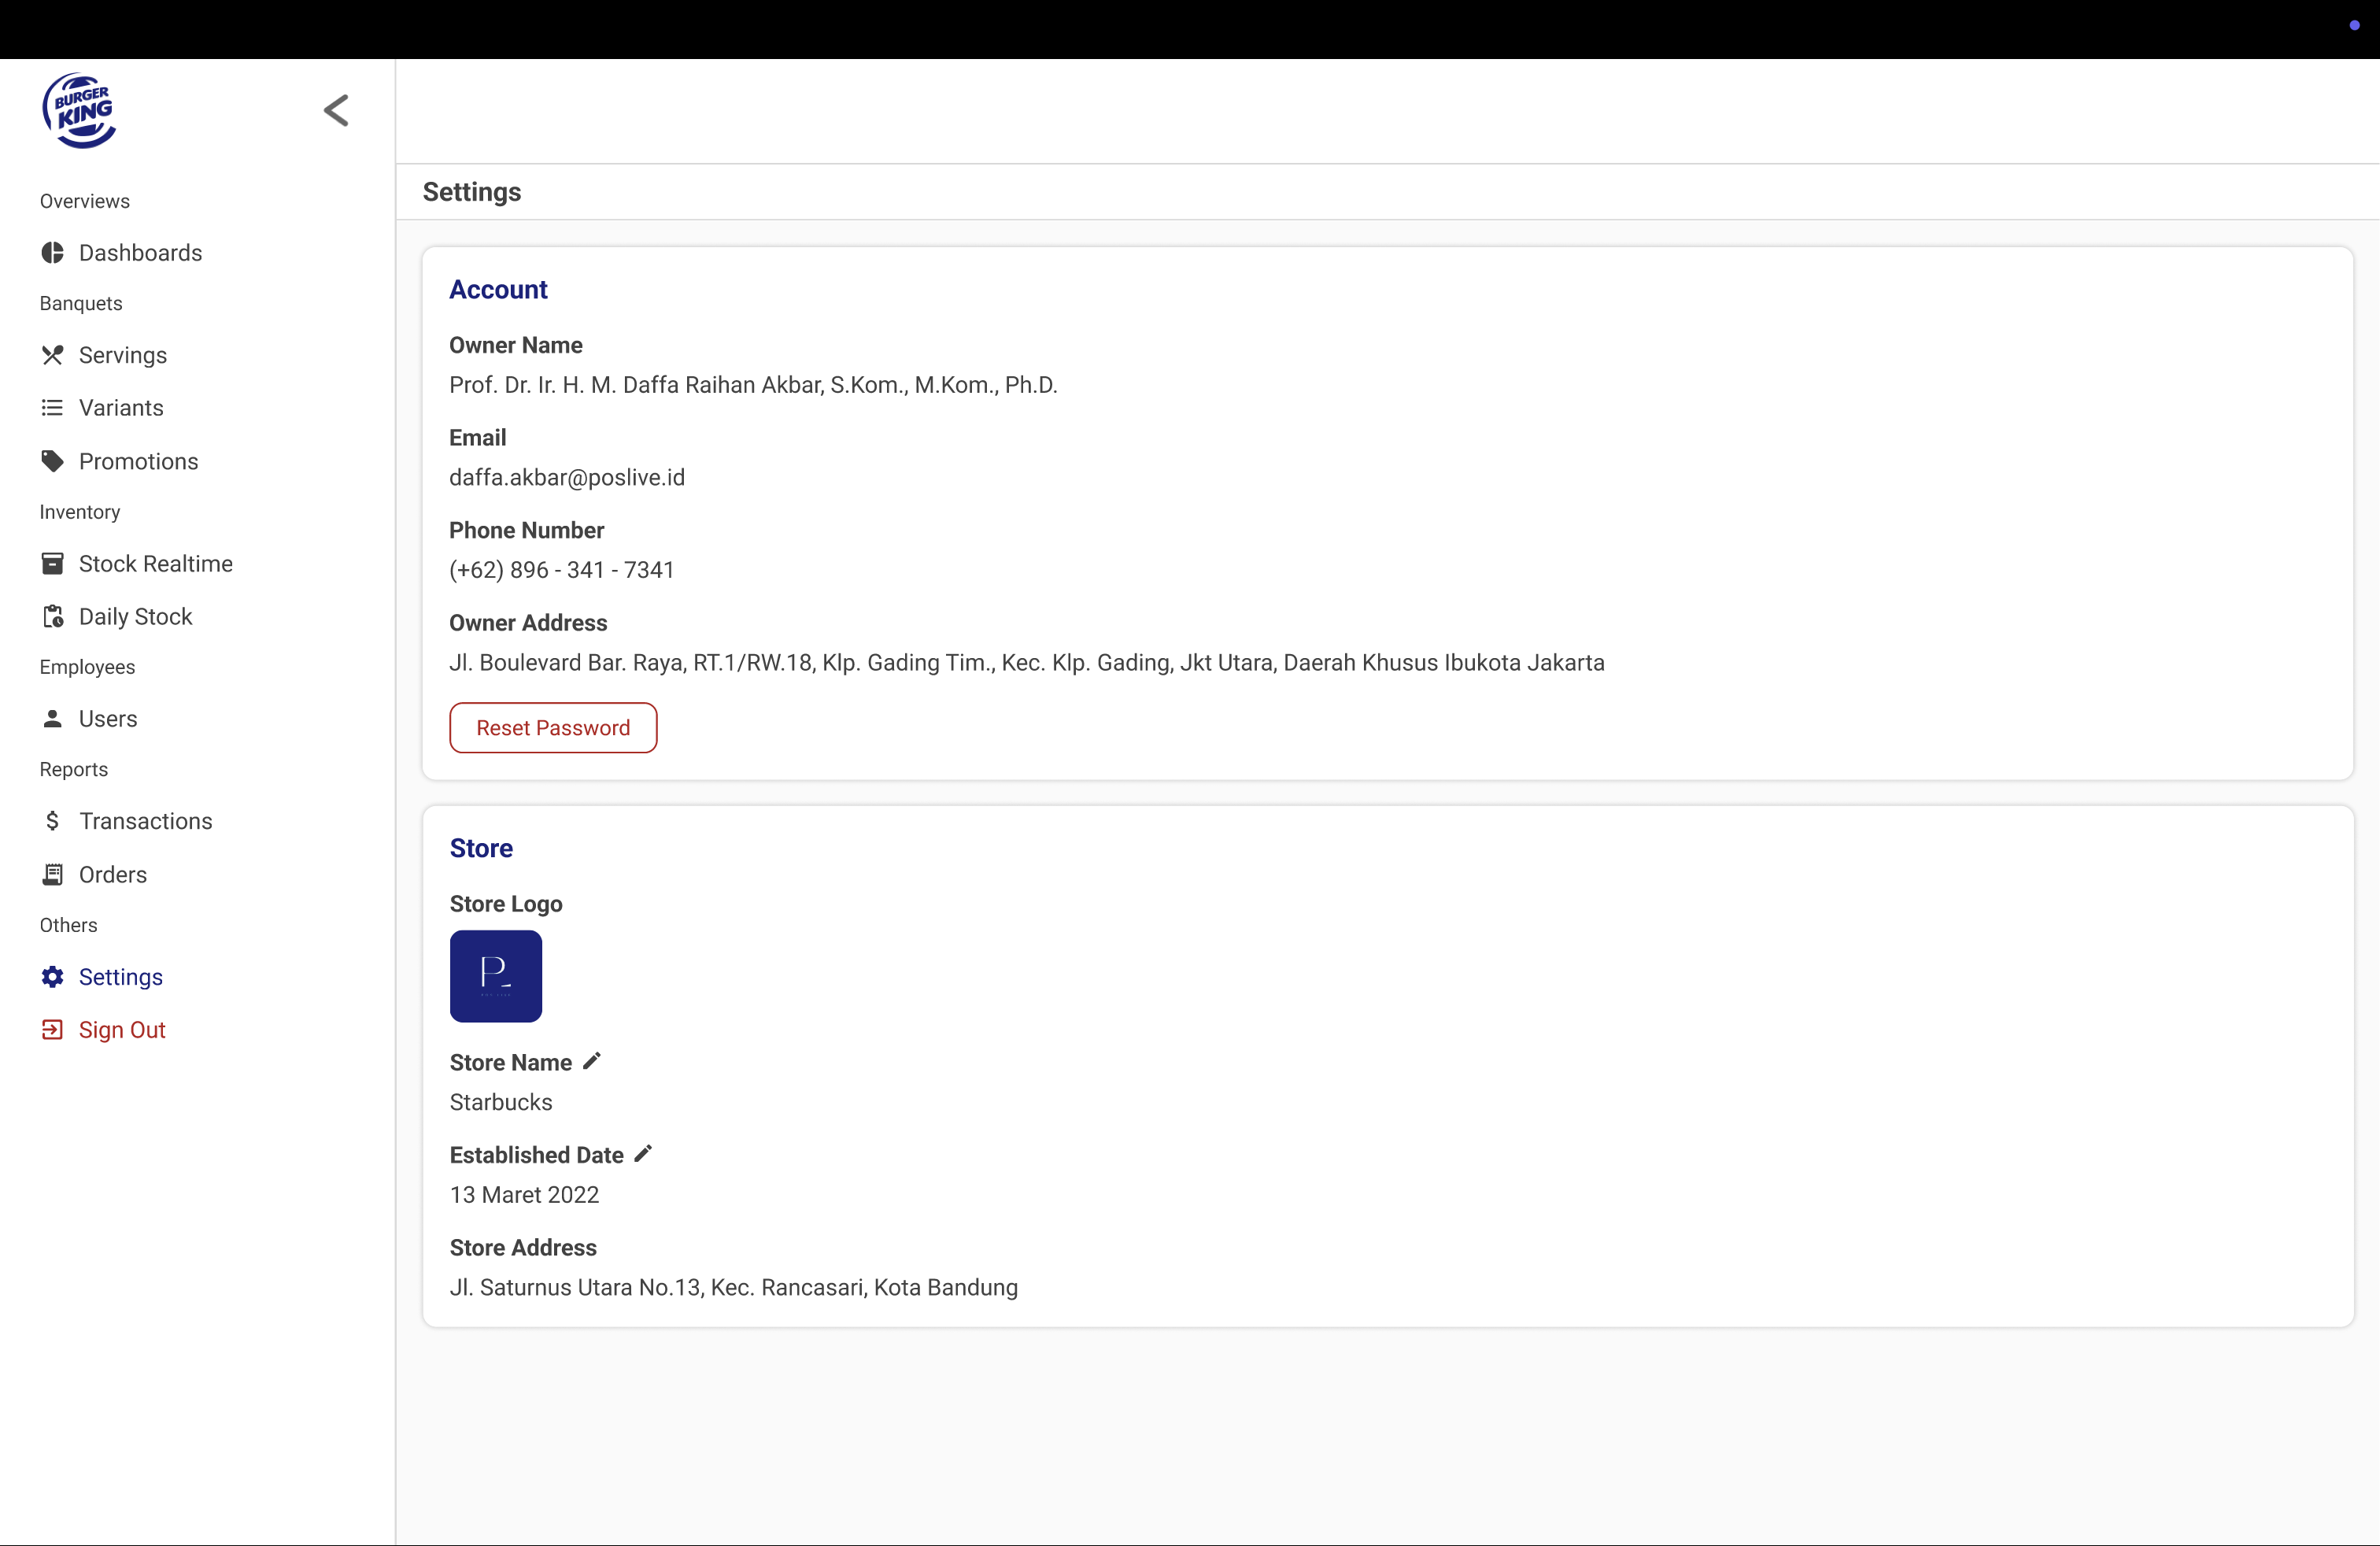 BURGER
KING
Overviews
Dashboards
Banquets
Servings
Variants
Promotions
Inventory
Stock Realtime
Daily Stock
Employees
Users
Reports
Transactions
Orders
Others
Settings
Sign Out
Settings
Account
Owner Name
Prof. Dr. Ir. H. M. Daffa Raihan Akbar, S.Kom., M.Kom., Ph.D.
Email
daffa.akbar@poslive.id
Phone Number
(+62) 896 - 341 - 7341
Owner Address
Jl. Boulevard Bar. Raya, RT.1/RW.18, Klp. Gading Tim., Kec. Klp. Gading, Jkt Utara, Daerah Khusus Ibukota Jakarta
Reset Password
Store
Store Logo
P
Store Name
Starbucks
Established Date
13 Maret 2022
Store Address
Jl. Saturnus Utara No.13, Kec. Rancasari, Kota Bandung